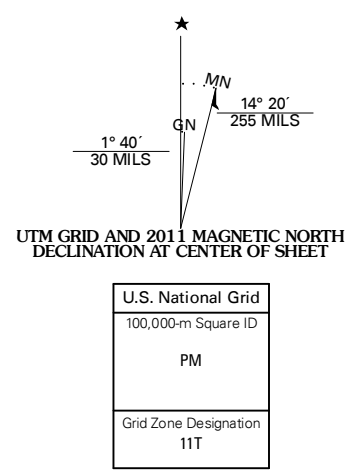 MN
14° 20´
255 MILS
GN
1° 40´
30 MILS
UTM GRID AND 2011 MAGNETIC NORTH
DECLINATION AT CENTER OF SHEET
U.S. National Grid
100,000-m Square ID
PM
Grid Zone Designation
11T